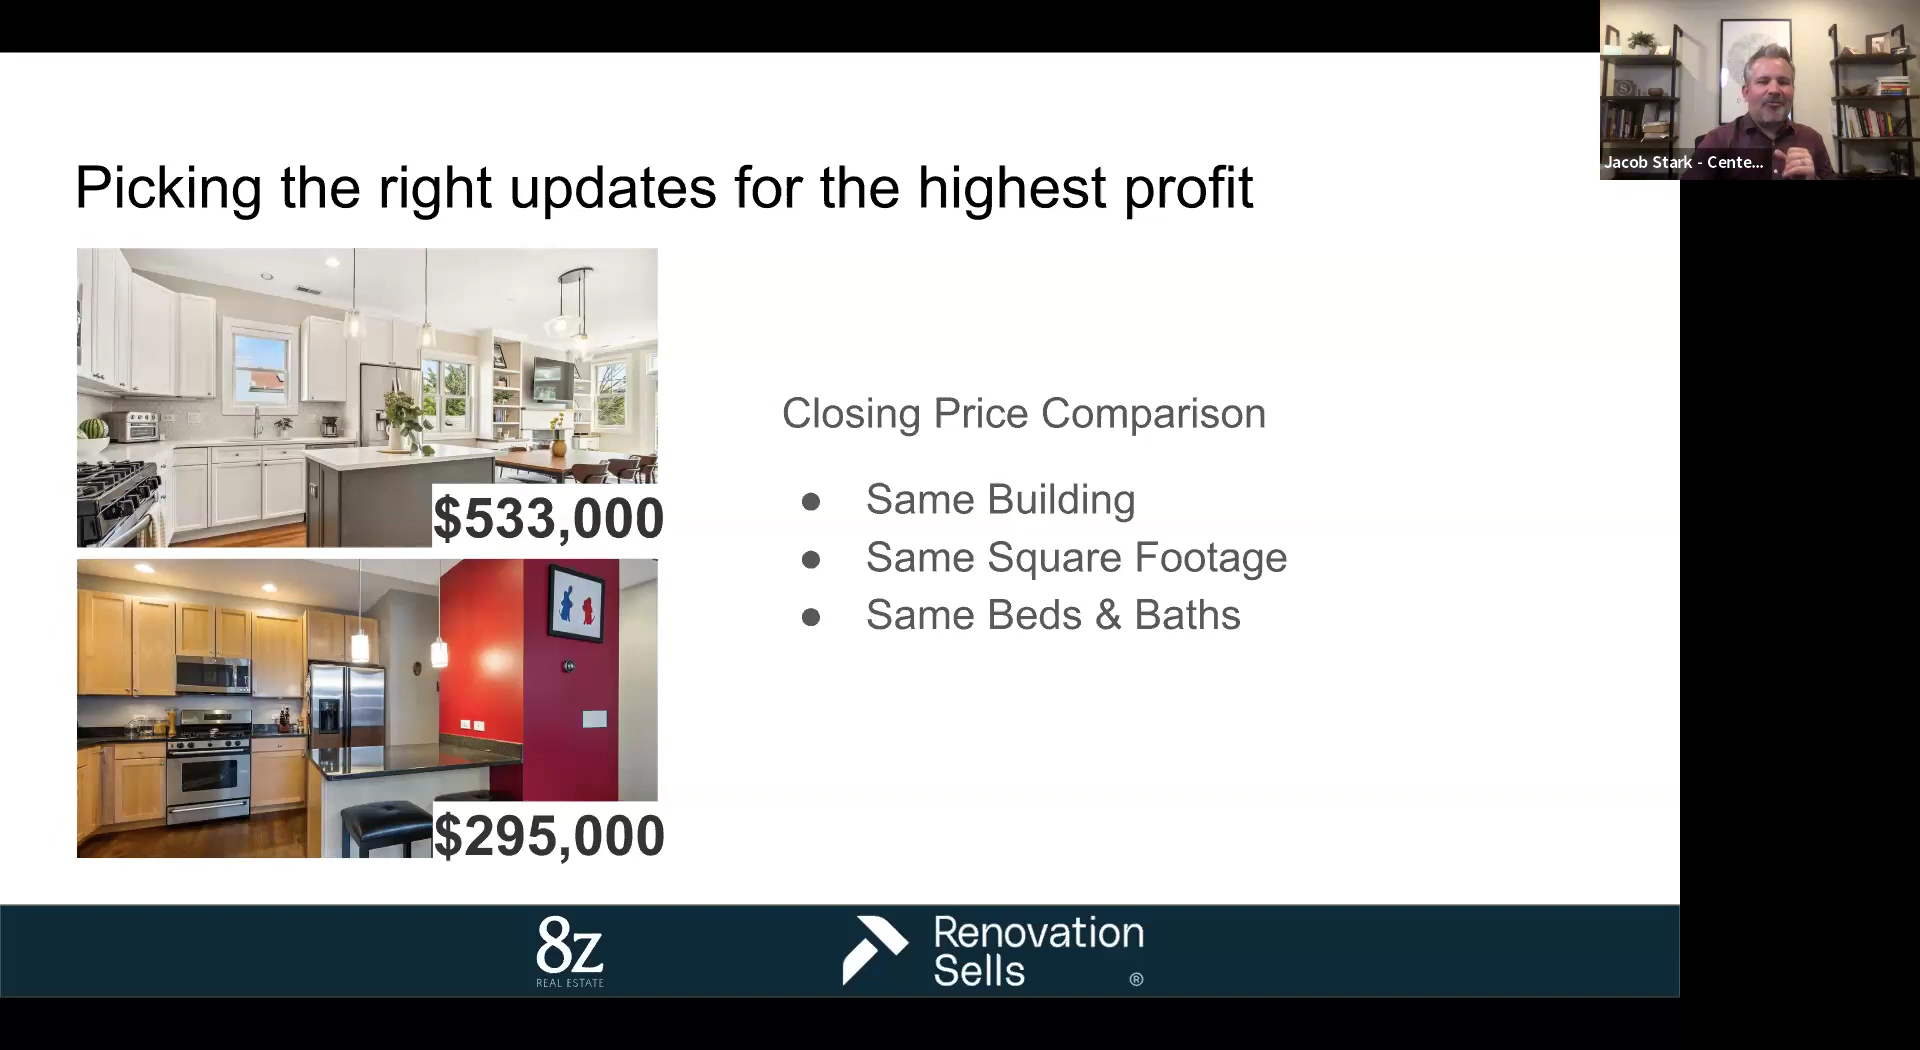 Jacob Stark - Cente...
Picking the right updates for the highest profit
$533,000
$295,000
Closing Price Comparison
● Same Building
● Same Square Footage
● Same Beds & Baths
8z
REAL ESTATE
Renovation
Sells
®